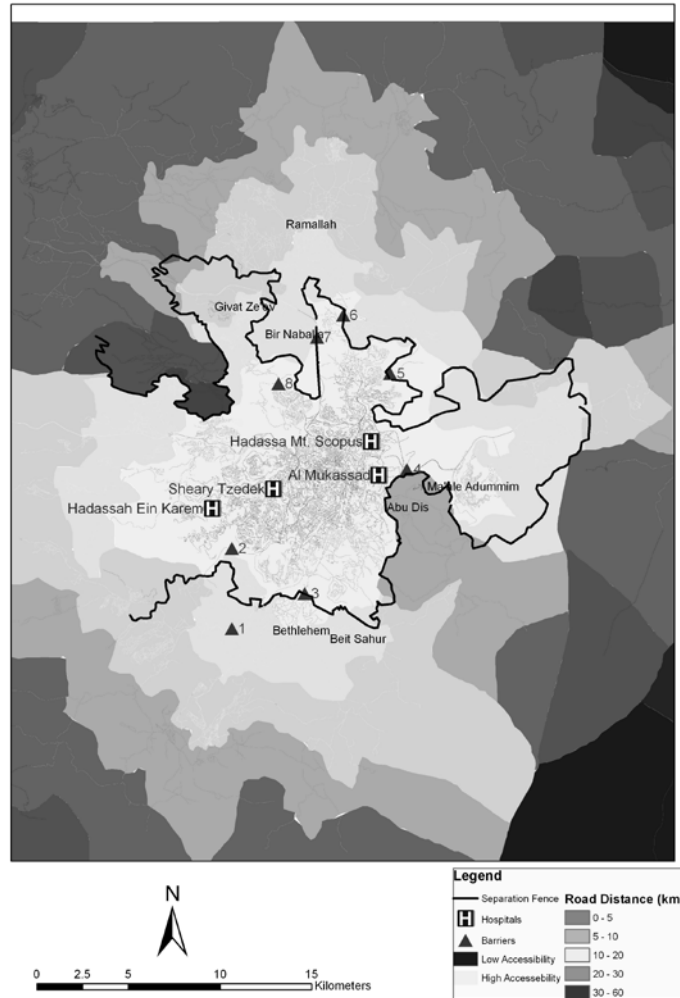 Ramallah
Givat Ze'ev
6
Bir Nabala
7
5
8
Hadassa Mt. Scopus H
Al Mukassad H
4
Ma'ale Adummim
Sheary Tzedek H
Abu Dis
Hadassah Ein Karem H
2
3
Bethlehem
Beit Sahur
1
N
0 2.5 5 10 15
Kilometers
Legend
Separation Fence
H Hospitals
Barriers
Low Accessibility
High Accessebility
Road Distance (km
0 - 5
5 - 10
10 - 20
20 - 30
30 - 60